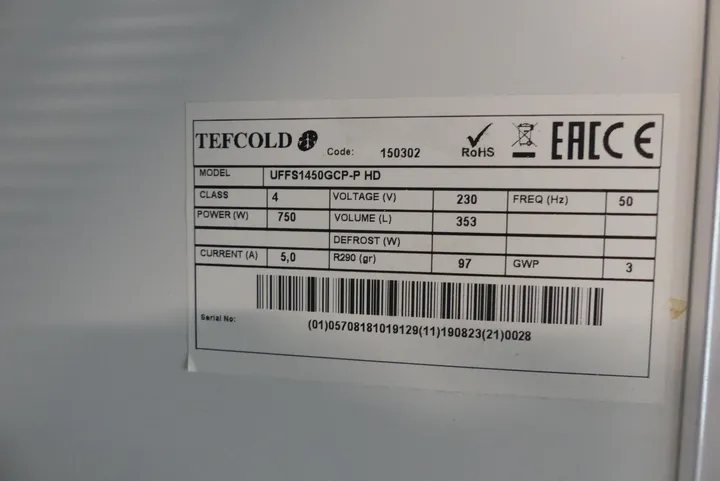 TEFCOLD Code: 150302 RoHS EAC CE
MODEL UFFS1450GCP-P HD
CLASS 4 VOLTAGE (V) 230 FREQ (Hz) 50
POWER (W) 750 VOLUME (L) 353
DEFROST (W)
CURRENT (A) 5,0 R290 (gr) 97 GWP 3
Serial No:
(01)05708181019129(11)190823(21)0028